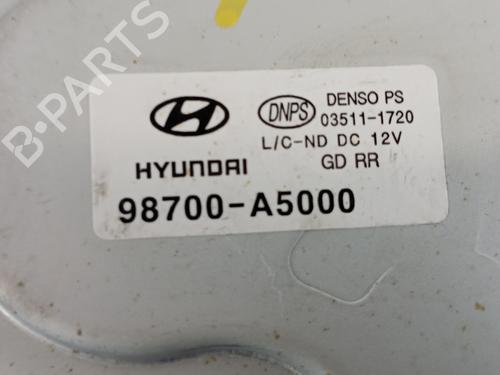 DNPS
DENSO PS
03511-1720
L/C-ND DC 12V
HYUNDAI
GD RR
98700-A5000
B-PARTS